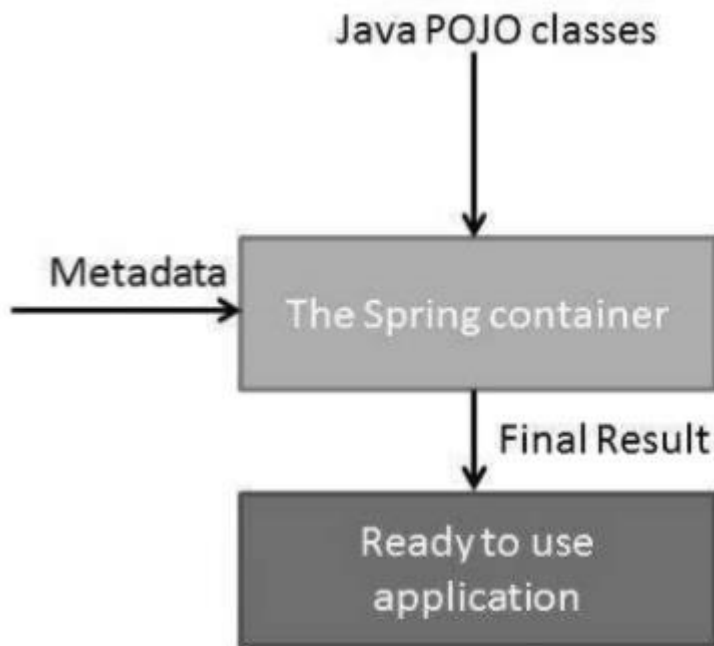 Java POJO classes
Metadata
The Spring container
Final Result
Ready to use
application